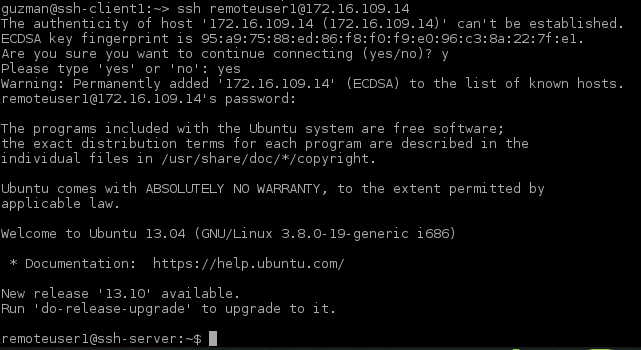 guzman@ssh-client1:~> ssh remoteuser1@172.16.109.14
The authenticity of host '172.16.109.14 (172.16.109.14)' can't be established.
ECDSA key fingerprint is 95:a9:75:88:ed:86:f8:f0:f9:e0:96:c3:8a:22:7f:e1.
Are you sure you want to continue connecting (yes/no)? y
Please type 'yes' or 'no': yes
Warning: Permanently added '172.16.109.14' (ECDSA) to the list of known hosts.
remoteuser1@172.16.109.14's password:
The programs included with the Ubuntu system are free software;
the exact distribution terms for each program are described in the
individual files in /usr/share/doc/*/copyright.
Ubuntu comes with ABSOLUTELY NO WARRANTY, to the extent permitted by
applicable law.
Welcome to Ubuntu 13.04 (GNU/Linux 3.8.0-19-generic i686)
* Documentation:  https://help.ubuntu.com/
New release '13.10' available.
Run 'do-release-upgrade' to upgrade to it.
remoteuser1@ssh-server:~$